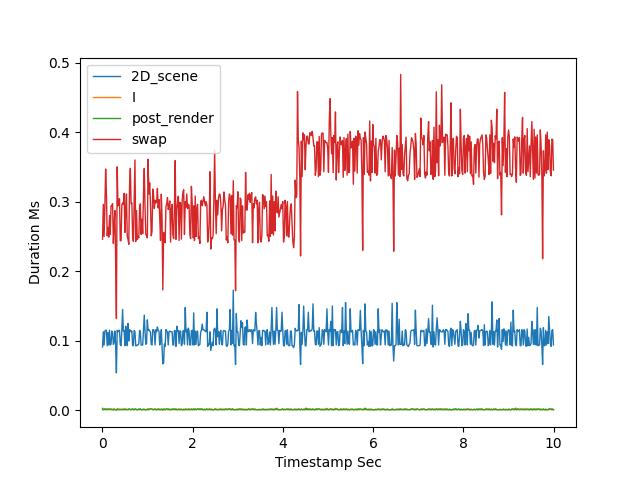 0.5
0.4
0.3
0.2
0.1
0.0
Duration Ms
2D_scene
I
post_render
swap
0
2
4
6
8
10
Timestamp Sec